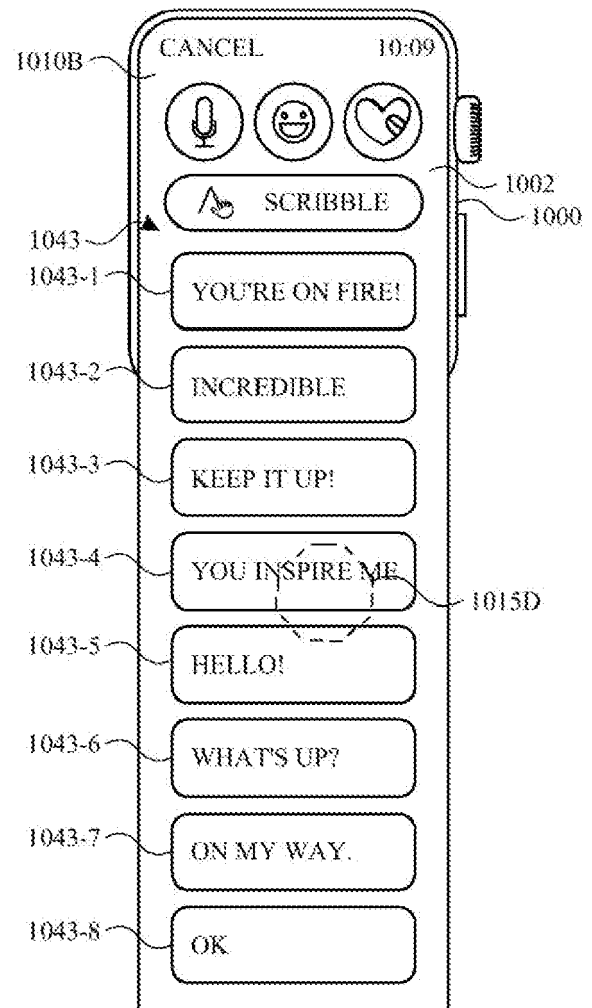 CANCEL 10:09
1010B
SCRIBBLE
1002
1000
1043
1043-1 YOU'RE ON FIRE!
1043-2 INCREDIBLE
1043-3 KEEP IT UP!
1043-4 YOU INSPIRE ME
1015D
1043-5 HELLO!
1043-6 WHAT'S UP?
1043-7 ON MY WAY.
1043-8 OK